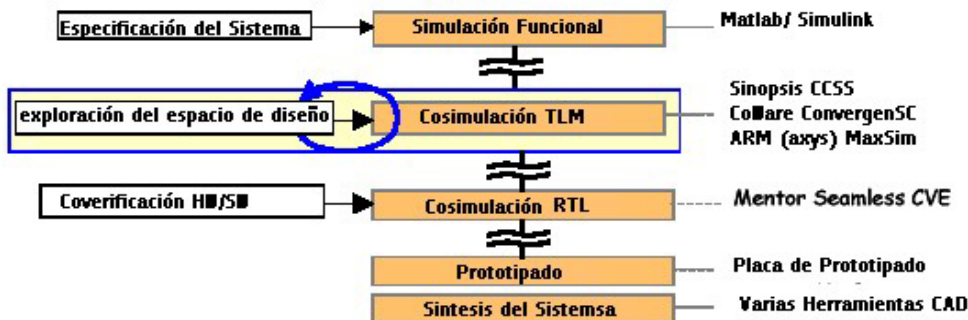 Especificación del Sistema
Simulación Funcional
Matlab/ Simulink
exploración del espacio de diseño
Cosimulación TLM
Sinopsis CCSS
CoWare ConvergenSC
ARM (axys) MaxSim
Coverificación HW/SW
Cosimulación RTL
Mentor Seamless CVE
Prototipado
Placa de Prototipado
Sintesis del Sistemsa
Varias Herramientas CAD